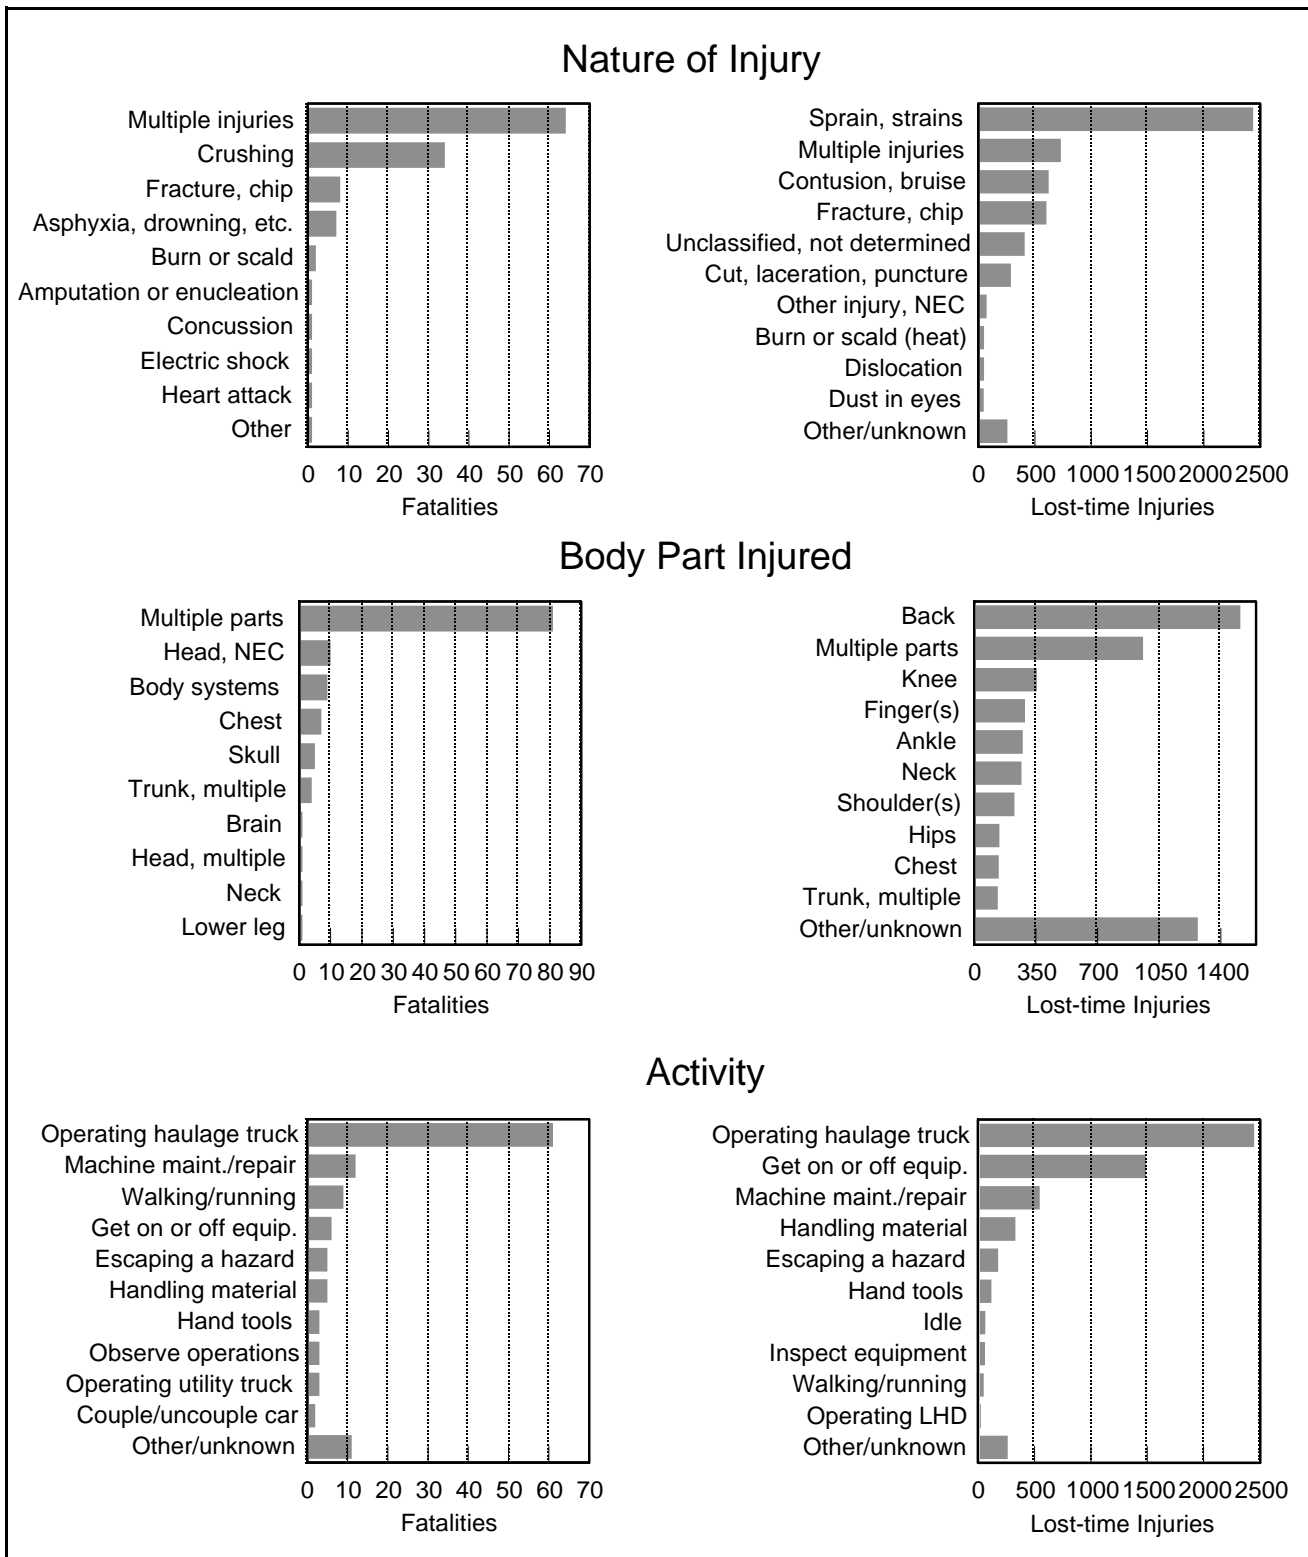 Nature of Injury
Multiple injuries
Crushing
Fracture, chip
Asphyxia, drowning, etc.
Burn or scald
Amputation or enucleation
Concussion
Electric shock
Heart attack
Other
0 10 20 30 40 50 60 70
Fatalities
Sprain, strains
Multiple injuries
Contusion, bruise
Fracture, chip
Unclassified, not determined
Cut, laceration, puncture
Other injury, NEC
Burn or scald (heat)
Dislocation
Dust in eyes
Other/unknown
0 500 1000 1500 2000 2500
Lost-time Injuries
Body Part Injured
Multiple parts
Head, NEC
Body systems
Chest
Skull
Trunk, multiple
Brain
Head, multiple
Neck
Lower leg
0 10 20 30 40 50 60 70 80 90
Fatalities
Back
Multiple parts
Knee
Finger(s)
Ankle
Neck
Shoulder(s)
Hips
Chest
Trunk, multiple
Other/unknown
0 350 700 1050 1400
Lost-time Injuries
Activity
Operating haulage truck
Machine maint./repair
Walking/running
Get on or off equip.
Escaping a hazard
Handling material
Hand tools
Observe operations
Operating utility truck
Couple/uncouple car
Other/unknown
0 10 20 30 40 50 60 70
Fatalities
Operating haulage truck
Get on or off equip.
Machine maint./repair
Handling material
Escaping a hazard
Hand tools
Idle
Inspect equipment
Walking/running
Operating LHD
Other/unknown
0 500 1000 1500 2000 2500
Lost-time Injuries